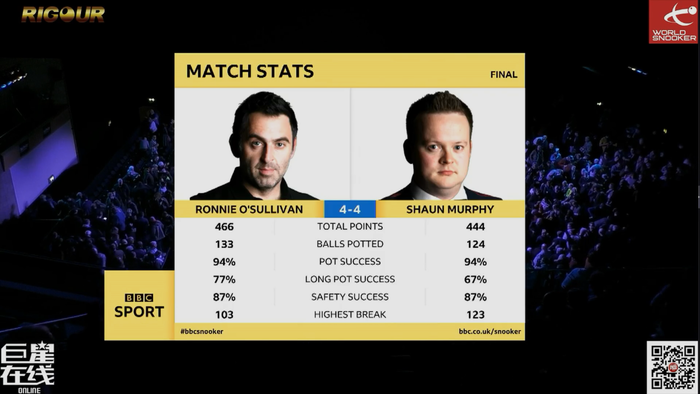 RIGOUR
WORLD
SNOOKER
MATCH STATS
FINAL
RONNIE O'SULLIVAN 4-4 SHAUN MURPHY
466 TOTAL POINTS 444
133 BALLS POTTED 124
94% POT SUCCESS 94%
77% LONG POT SUCCESS 67%
87% SAFETY SUCCESS 87%
103 HIGHEST BREAK 123
BBC
SPORT
#bbcsnooker
bbc.co.uk/snooker
巨星
在线
ONLINE